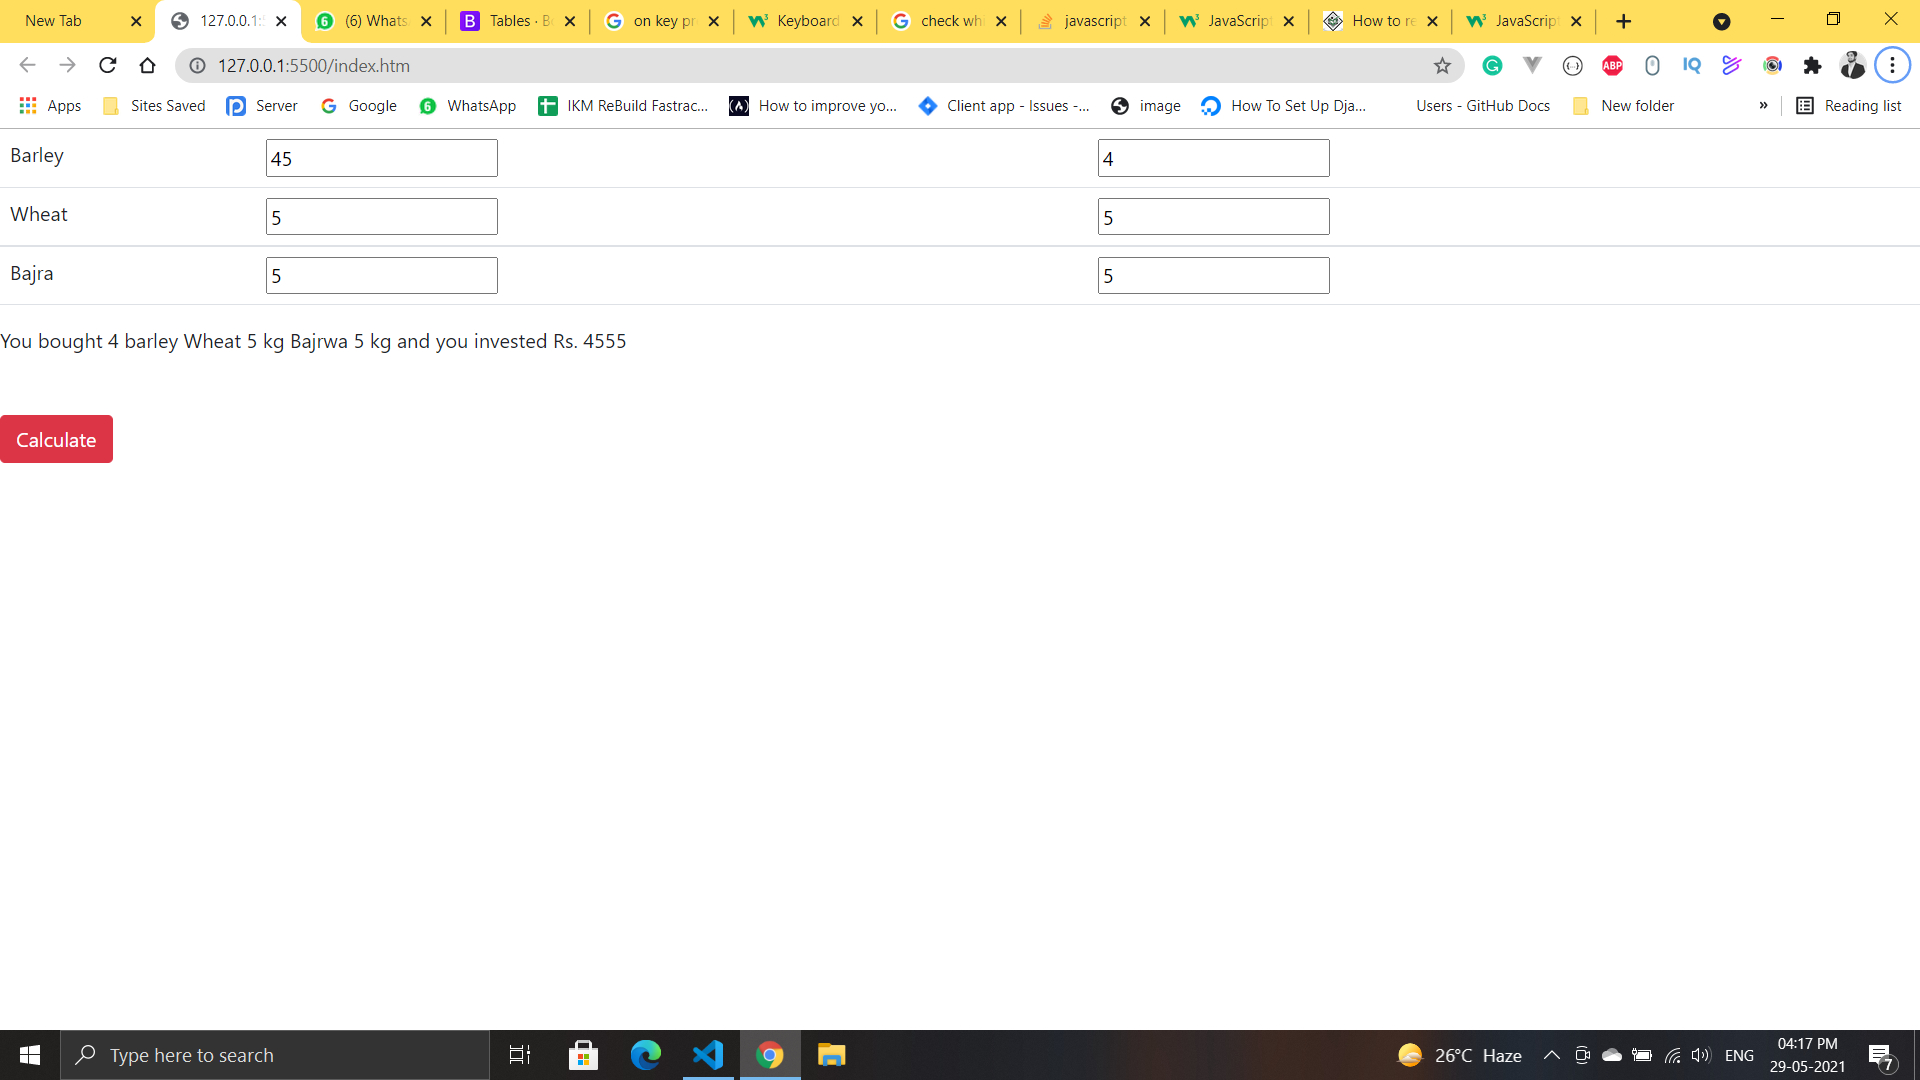 New Tab 127.0.0.1: (6) Whats Tables · B on key pr Keyboard check wh javascript JavaScrip How to re JavaScrip
127.0.0.1:5500/index.htm
Apps Sites Saved Server Google WhatsApp IKM ReBuild Fastrac... How to improve yo... Client app - Issues -... image How To Set Up Dja... Users - GitHub Docs New folder » Reading list
Barley 45 4
Wheat 5 5
Bajra 5 5
You bought 4 barley Wheat 5 kg Bajrwa 5 kg and you invested Rs. 4555
Calculate
Type here to search
26°C Haze ENG 04:17 PM
29-05-2021 7